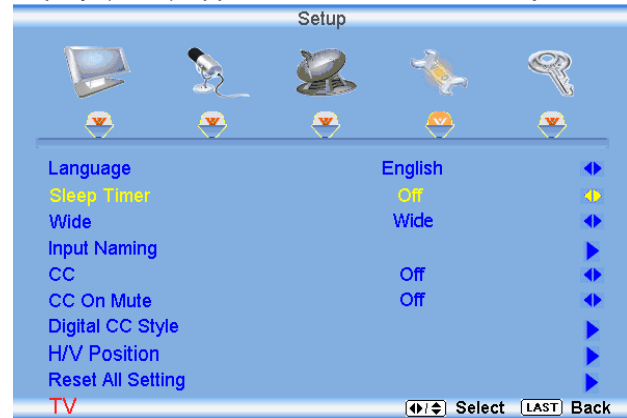 Setup
Language English
Sleep Timer Off
Wide Wide
Input Naming
CC Off
CC On Mute Off
Digital CC Style
H/V Position
Reset All Setting
TV Select LAST Back